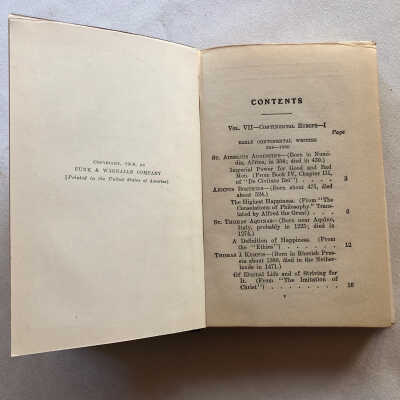 COPYRIGHT, 1909, BY
FUNK & WAGNALLS COMPANY
[Printed in the United States of America]
CONTENTS
VOL. VII—CONTINENTAL EUROPE—I
Page
EARLY CONTINENTAL WRITERS
ST. AURELIUS AUGUSTINE—(Born in Numidia, Africa, in 354; died in 430.)
Imperial Power for Good and Bad
Men. (From Book IV, Chapter III,
of "De Civitate Dei") 3
ANICIUS BOETHIUS—(Born about 475, died
about 524.)
The Highest Happiness. (From "The
Consolations of Philosophy." Translated
by Alfred the Great) 6
ST. THOMAS AQUINAS—(Born near Aquino,
Italy, probably in 1225; died in
1274.)
A Definition of Happiness. (From
the "Ethics") 12
THOMAS À KEMPIS—(Born in Rhenish Prussia
about 1380, died in the Netherlands
in 1471.)
Of Eternal Life and of Striving for
It. (From "The Imitation of
Christ") 16
v